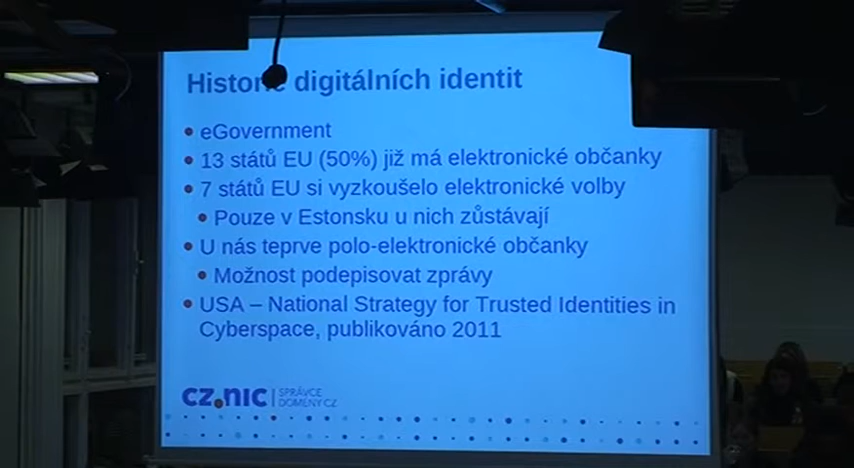 Historie digitálních identit
eGovernment
13 států EU (50%) již má elektronické občanky
7 států EU si vyzkoušelo elektronické volby
Pouze v Estonsku u nich zůstávají
U nás teprve polo-elektronické občanky
Možnost podepisovat zprávy
USA – National Strategy for Trusted Identities in
Cyberspace, publikováno 2011
CZ.NIC | SPRÁVCE
DOMÉNY CZ